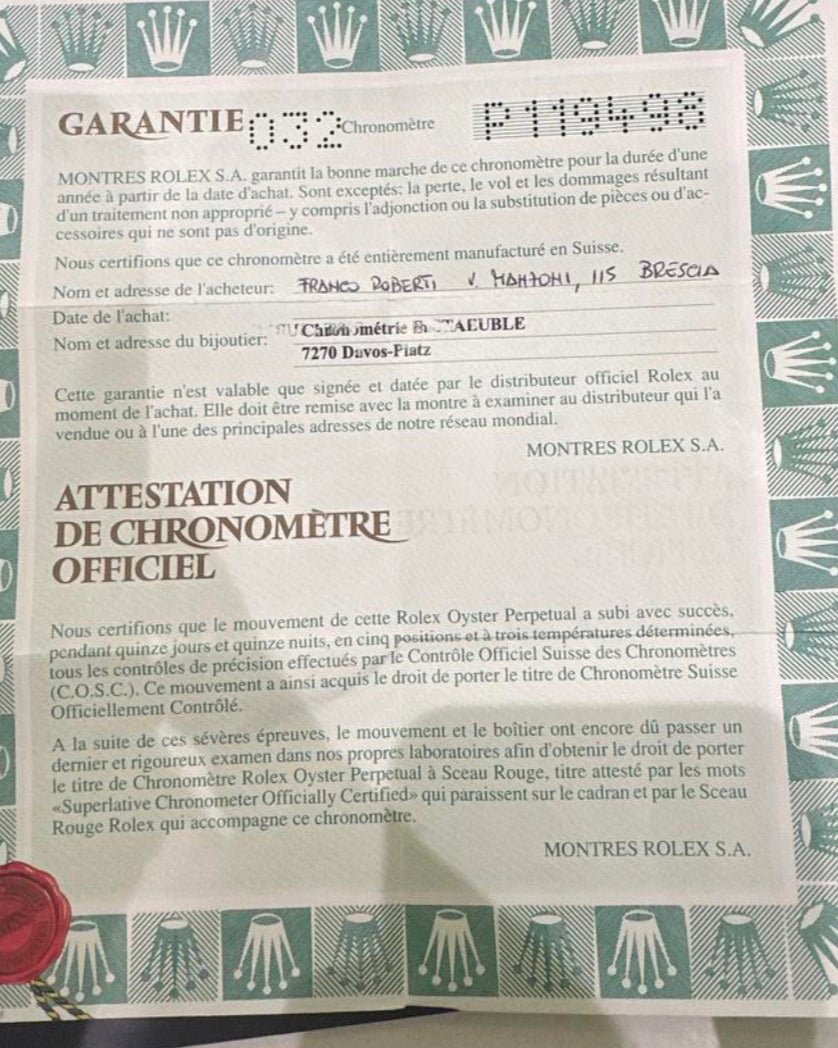 GARANTIE 032 Chronomètre P119498
MONTRES ROLEX S.A. garantit la bonne marche de ce chronomètre pour la durée d'une
année à partir de la date d'achat. Sont exceptés: la perte, le vol et les dommages résultant
d'un traitement non approprié – y compris l'adjonction ou la substitution de pièces ou d'ac-
cessoires qui ne sont pas d'origine.
Nous certifions que ce chronomètre a été entièrement manufacturé en Suisse.
Nom et adresse de l'acheteur: FRANCO ROBERTI V. MANZONI, 115 BRESCIA
Date de l'achat:
Nom et adresse du bijoutier: Chronométrie STAEUBLE
7270 Davos-Platz
Cette garantie n'est valable que signée et datée par le distributeur officiel Rolex au
moment de l'achat. Elle doit être remise avec la montre à examiner au distributeur qui l'a
vendue ou à l'une des principales adresses de notre réseau mondial.
MONTRES ROLEX S.A.
ATTESTATION
DE CHRONOMÈTRE
OFFICIEL
Nous certifions que le mouvement de cette Rolex Oyster Perpetual a subi avec succès,
pendant quinze jours et quinze nuits, en cinq positions et à trois températures déterminées,
tous les contrôles de précision effectués par le Contrôle Officiel Suisse des Chronomètres
(C.O.S.C.). Ce mouvement a ainsi acquis le droit de porter le titre de Chronomètre Suisse
Officiellement Contrôlé.
A la suite de ces sévères épreuves, le mouvement et le boîtier ont encore dû passer un
dernier et rigoureux examen dans nos propres laboratoires afin d'obtenir le droit de porter
le titre de Chronomètre Rolex Oyster Perpetual à Sceau Rouge, titre attesté par les mots
«Superlative Chronometer Officially Certified» qui paraissent sur le cadran et par le Sceau
Rouge Rolex qui accompagne ce chronomètre.
MONTRES ROLEX S.A.